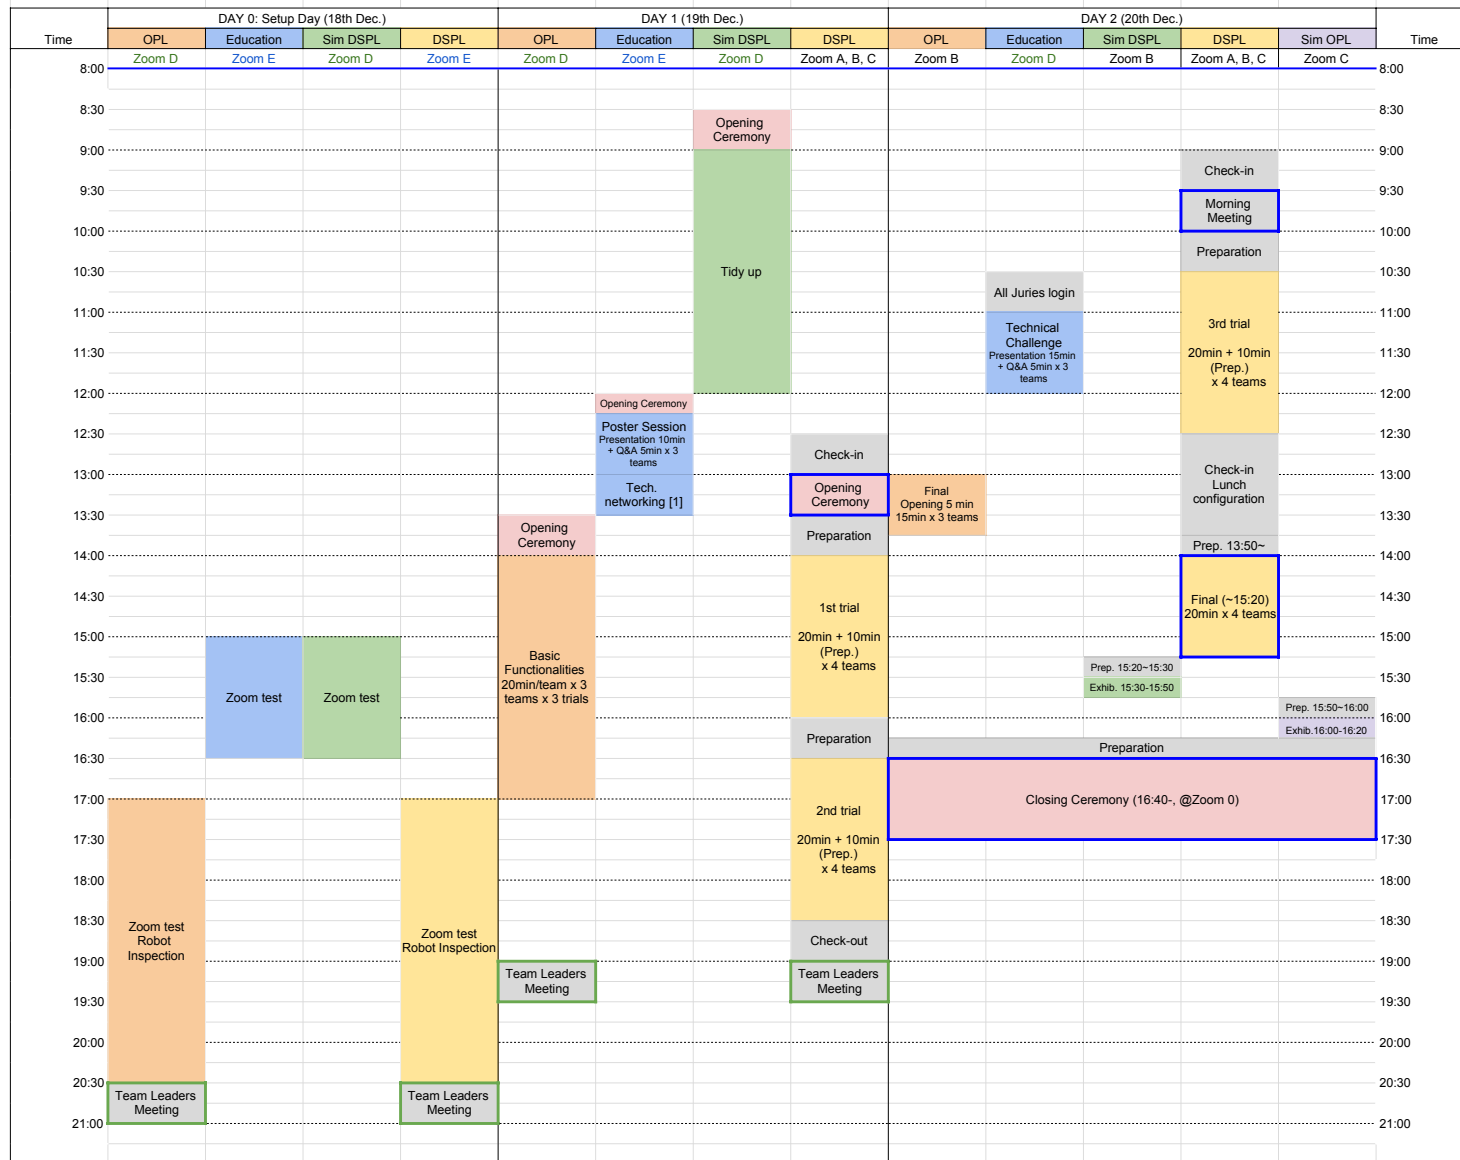 DAY 0: Setup Day (18th Dec.)
DAY 1 (19th Dec.)
DAY 2 (20th Dec.)
Time
OPL
Education
Sim DSPL
DSPL
OPL
Education
Sim DSPL
DSPL
OPL
Education
Sim DSPL
DSPL
Sim OPL
Time
Zoom D
Zoom E
Zoom D
Zoom E
Zoom D
Zoom E
Zoom D
Zoom A, B, C
Zoom B
Zoom D
Zoom B
Zoom A, B, C
Zoom C
8:00
8:30
9:00
9:30
10:00
10:30
11:00
11:30
12:00
12:30
13:00
13:30
14:00
14:30
15:00
15:30
16:00
16:30
17:00
17:30
18:00
18:30
19:00
19:30
20:00
20:30
21:00
Zoom test
Robot
Inspection
Team Leaders
Meeting
Zoom test
Zoom test
Zoom test
Robot Inspection
Team Leaders
Meeting
Opening
Ceremony
Basic
Functionalities
20min/team x 3
teams x 3 trials
Team Leaders
Meeting
Opening Ceremony
Poster Session
Presentation 10min
+ Q&A 5min x 3
teams
Tech.
networking [1]
Opening
Ceremony
Tidy up
Check-in
Opening
Ceremony
Preparation
1st trial
20min + 10min
(Prep.)
x 4 teams
Preparation
2nd trial
20min + 10min
(Prep.)
x 4 teams
Check-out
Team Leaders
Meeting
Final
Opening 5 min
15min x 3 teams
All Juries login
Technical
Challenge
Presentation 15min
+ Q&A 5min x 3
teams
Prep. 15:20~15:30
Exhib. 15:30-15:50
Check-in
Morning
Meeting
Preparation
3rd trial
20min + 10min
(Prep.)
x 4 teams
Check-in
Lunch
configuration
Prep. 13:50~
Final (~15:20)
20min x 4 teams
Prep. 15:50~16:00
Exhib.16:00-16:20
Preparation
Closing Ceremony (16:40-, @Zoom 0)
8:00
8:30
9:00
9:30
10:00
10:30
11:00
11:30
12:00
12:30
13:00
13:30
14:00
14:30
15:00
15:30
16:00
16:30
17:00
17:30
18:00
18:30
19:00
19:30
20:00
20:30
21:00